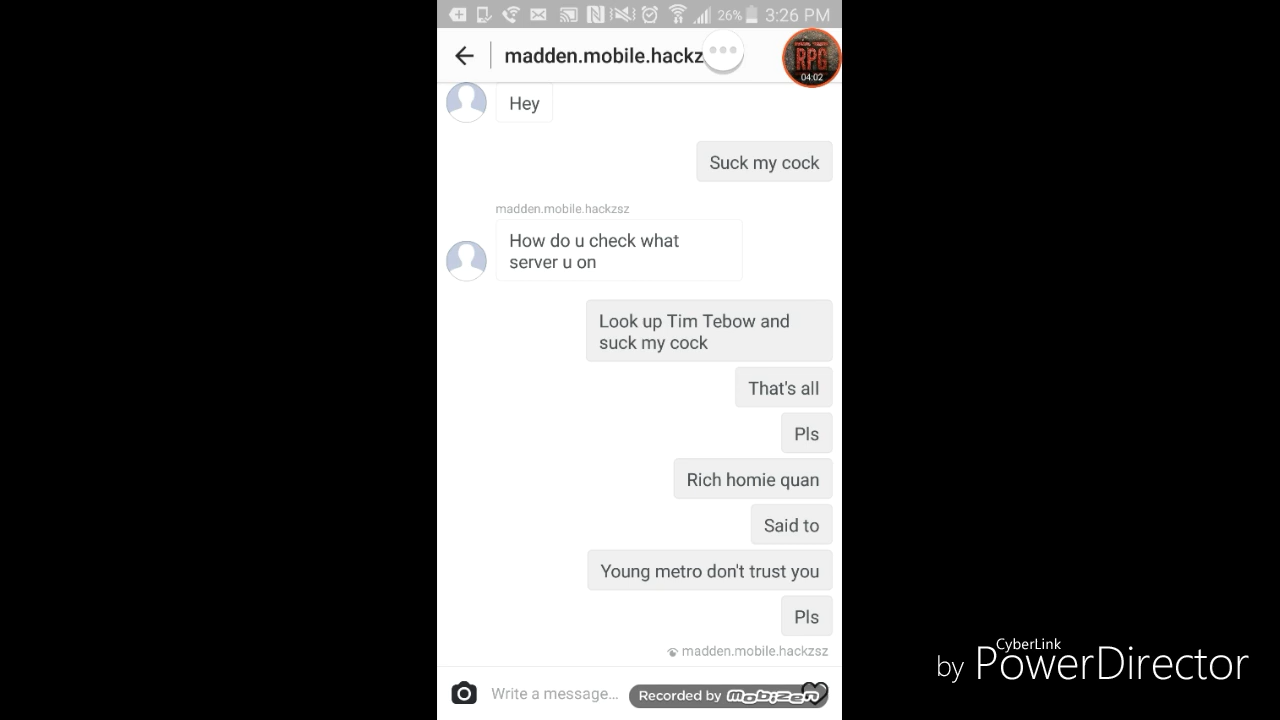 26% 3:26 PM
madden.mobile.hackz
RPG
04:02
Hey
Suck my cock
madden.mobile.hackzsz
How do u check what
server u on
Look up Tim Tebow and
suck my cock
That's all
Pls
Rich homie quan
Said to
Young metro don't trust you
Pls
madden.mobile.hackzsz
Write a message...
Recorded by Mobizen
CyberLink
by PowerDirector